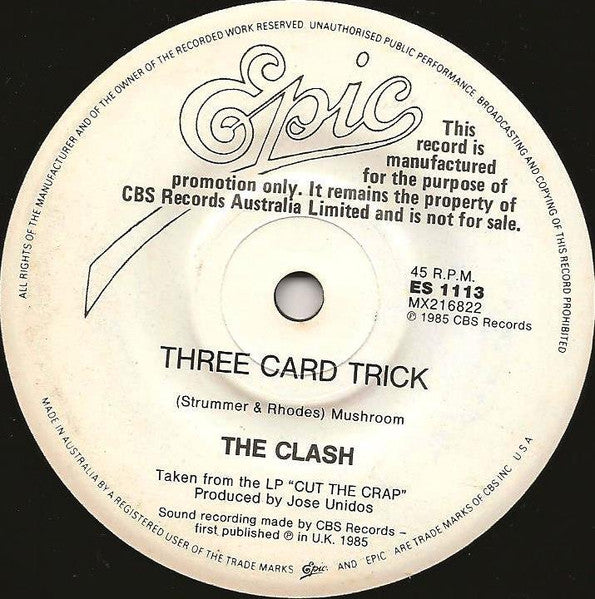 ALL RIGHTS OF THE MANUFACTURER AND OF THE OWNER OF THE RECORDED WORK RESERVED. UNAUTHORISED PUBLIC PERFORMANCE BROADCASTING AND COPYING OF THIS RECORD PROHIBITED
Epic
This
record is
manufactured
for the purpose of
promotion only. It remains the property of
CBS Records Australia Limited and is not for sale.
45 R.P.M.
ES 1113
MX216822
℗ 1985 CBS Records
THREE CARD TRICK
(Strummer & Rhodes) Mushroom
THE CLASH
Taken from the LP "CUT THE CRAP"
Produced by Jose Unidos
Sound recording made by CBS Records –
first published ℗ in U.K. 1985
MADE IN AUSTRALIA BY A REGISTERED USER OF THE TRADE MARKS Epic AND EPIC ARE TRADE MARKS OF CBS INC U S A